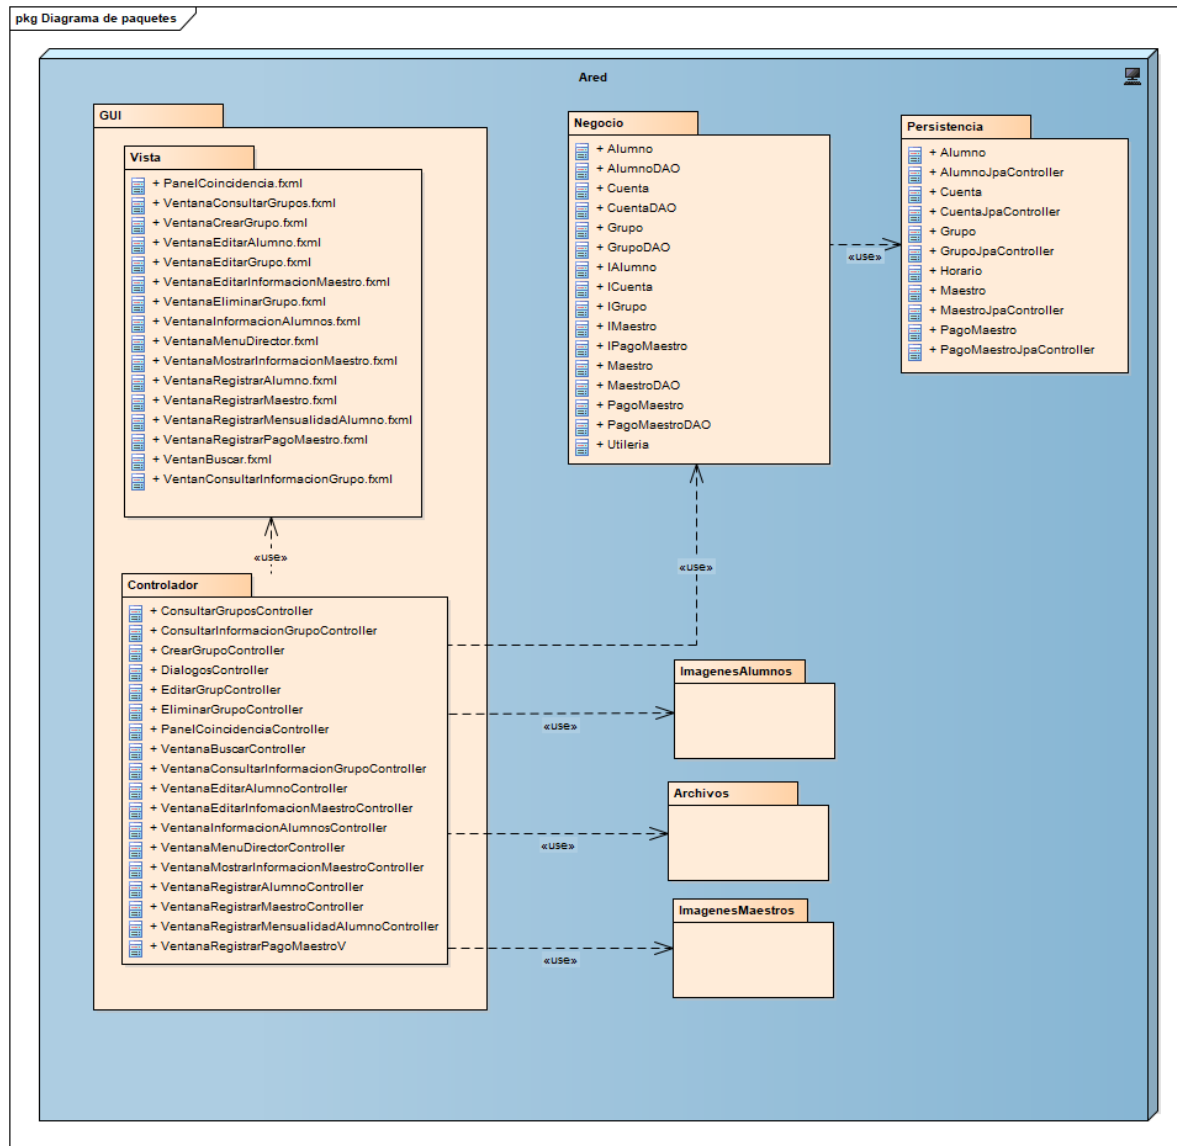 pkg Diagrama de paquetes
Ared
GUI
Vista
+ PanelCoincidencia.fxml
+ VentanaConsultarGrupos.fxml
+ VentanaCrearGrupo.fxml
+ VentanaEditarAlumno.fxml
+ VentanaEditarGrupo.fxml
+ VentanaEditarInformacionMaestro.fxml
+ VentanaEliminarGrupo.fxml
+ VentanaInformacionAlumnos.fxml
+ VentanaMenuDirector.fxml
+ VentanaMostrarInformacionMaestro.fxml
+ VentanaRegistrarAlumno.fxml
+ VentanaRegistrarMaestro.fxml
+ VentanaRegistrarMensualidadAlumno.fxml
+ VentanaRegistrarPagoMaestro.fxml
+ VentanBuscar.fxml
+ VentanConsultarInformacionGrupo.fxml
«use»
Controlador
+ ConsultarGruposController
+ ConsultarInformacionGrupoController
+ CrearGrupoController
+ DialogosController
+ EditarGrupController
+ EliminarGrupoController
+ PanelCoincidenciaController
+ VentanaBuscarController
+ VentanaConsultarInformacionGrupoController
+ VentanaEditarAlumnoController
+ VentanaEditarInfomacionMaestroController
+ VentanaInformacionAlumnosController
+ VentanaMenuDirectorController
+ VentanaMostrarInformacionMaestroController
+ VentanaRegistrarAlumnoController
+ VentanaRegistrarMaestroController
+ VentanaRegistrarMensualidadAlumnoController
+ VentanaRegistrarPagoMaestroV
Negocio
+ Alumno
+ AlumnoDAO
+ Cuenta
+ CuentaDAO
+ Grupo
+ GrupoDAO
+ IAlumno
+ ICuenta
+ IGrupo
+ IMaestro
+ IPagoMaestro
+ Maestro
+ MaestroDAO
+ PagoMaestro
+ PagoMaestroDAO
+ Utileria
«use»
Persistencia
+ Alumno
+ AlumnoJpaController
+ Cuenta
+ CuentaJpaController
+ Grupo
+ GrupoJpaController
+ Horario
+ Maestro
+ MaestroJpaController
+ PagoMaestro
+ PagoMaestroJpaController
«use»
ImagenesAlumnos
«use»
Archivos
«use»
ImagenesMaestros
«use»